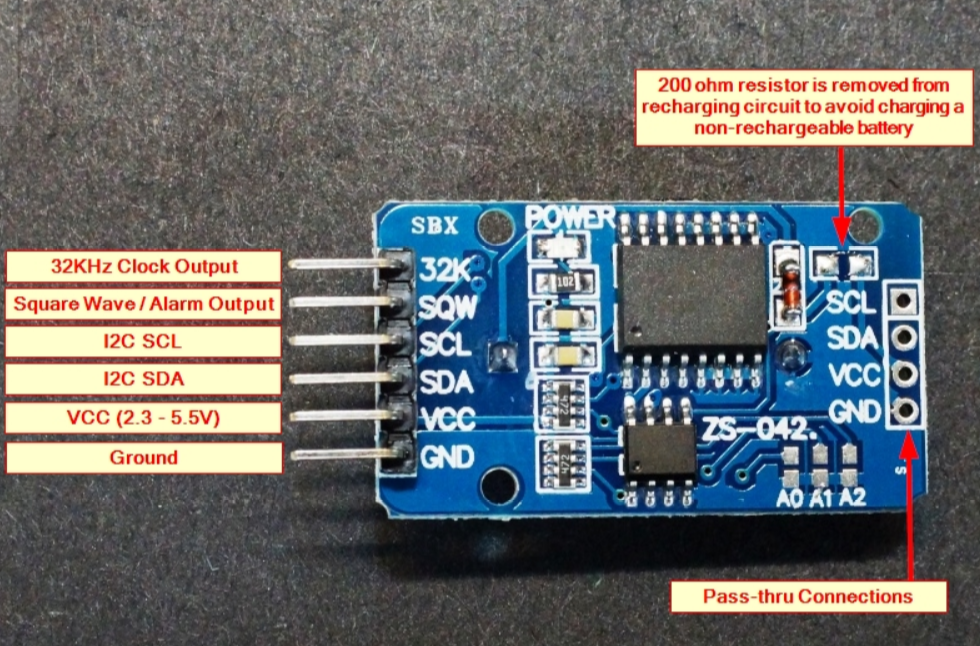 200 ohm resistor is removed from
recharging circuit to avoid charging a
non-rechargeable battery
SBX
POWER
32KHz Clock Output
32K
102
Square Wave / Alarm Output
SQW
SCL
I2C SCL
SCL
SDA
I2C SDA
SDA
VCC
VCC (2.3 - 5.5V)
VCC
472
GND
ZS-042.
Ground
GND
472
A0 A1 A2
Pass-thru Connections